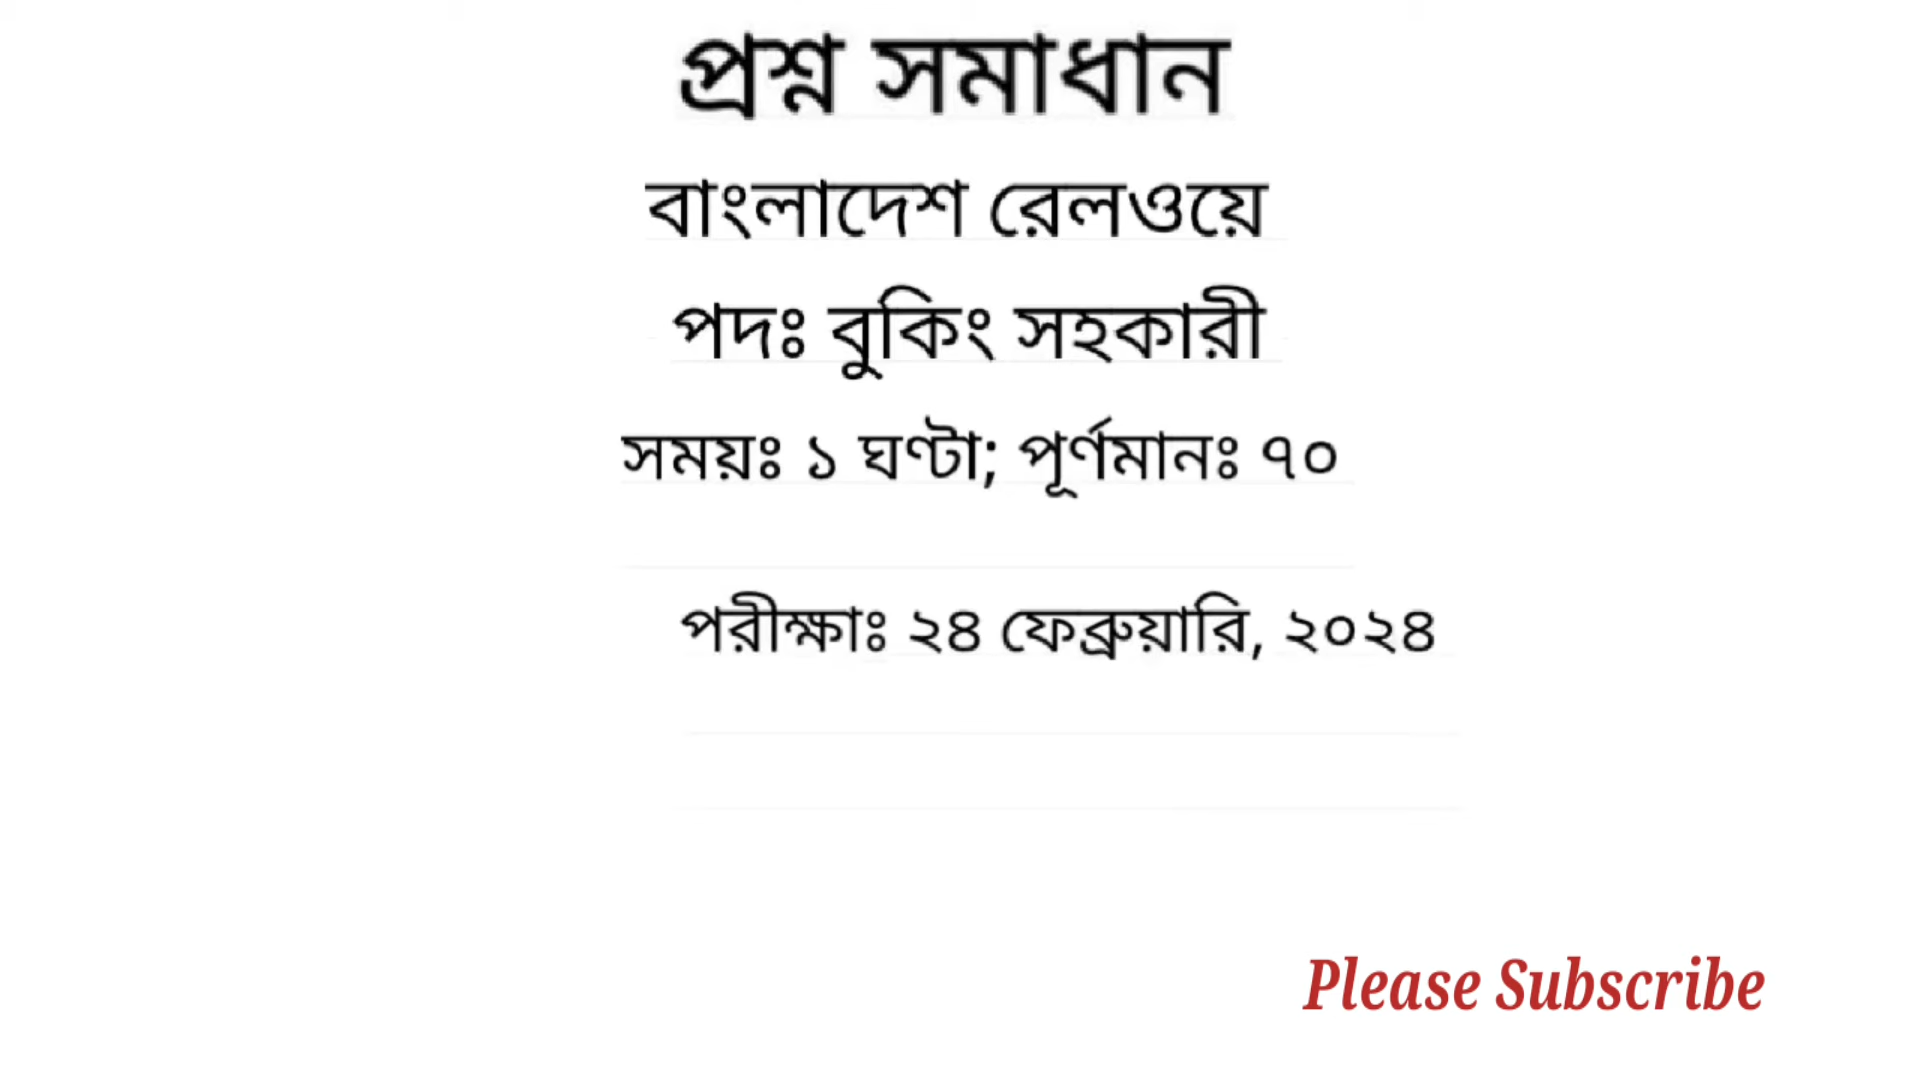 প্রশ্ন সমাধান
বাংলাদেশ রেলওয়ে
পদঃ বুকিং সহকারী
সময়ঃ ১ ঘণ্টা; পূর্ণমানঃ ৭০
পরীক্ষাঃ ২৪ ফেব্রুয়ারি, ২০২৪
Please Subscribe